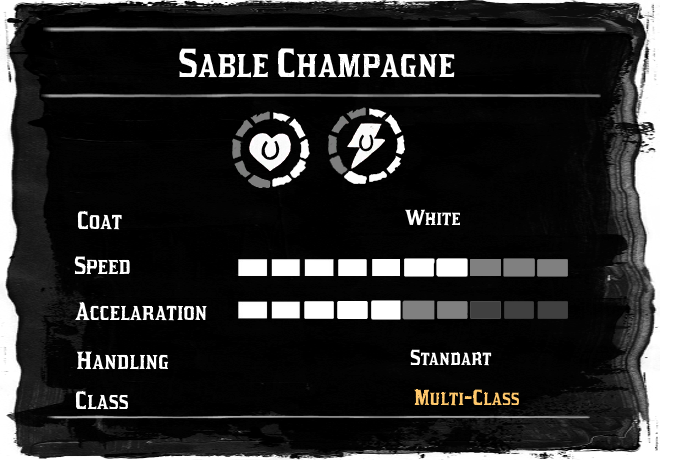 Sable Champagne
Coat White
Speed
Accelaration
Handling Standart
Class Multi-Class